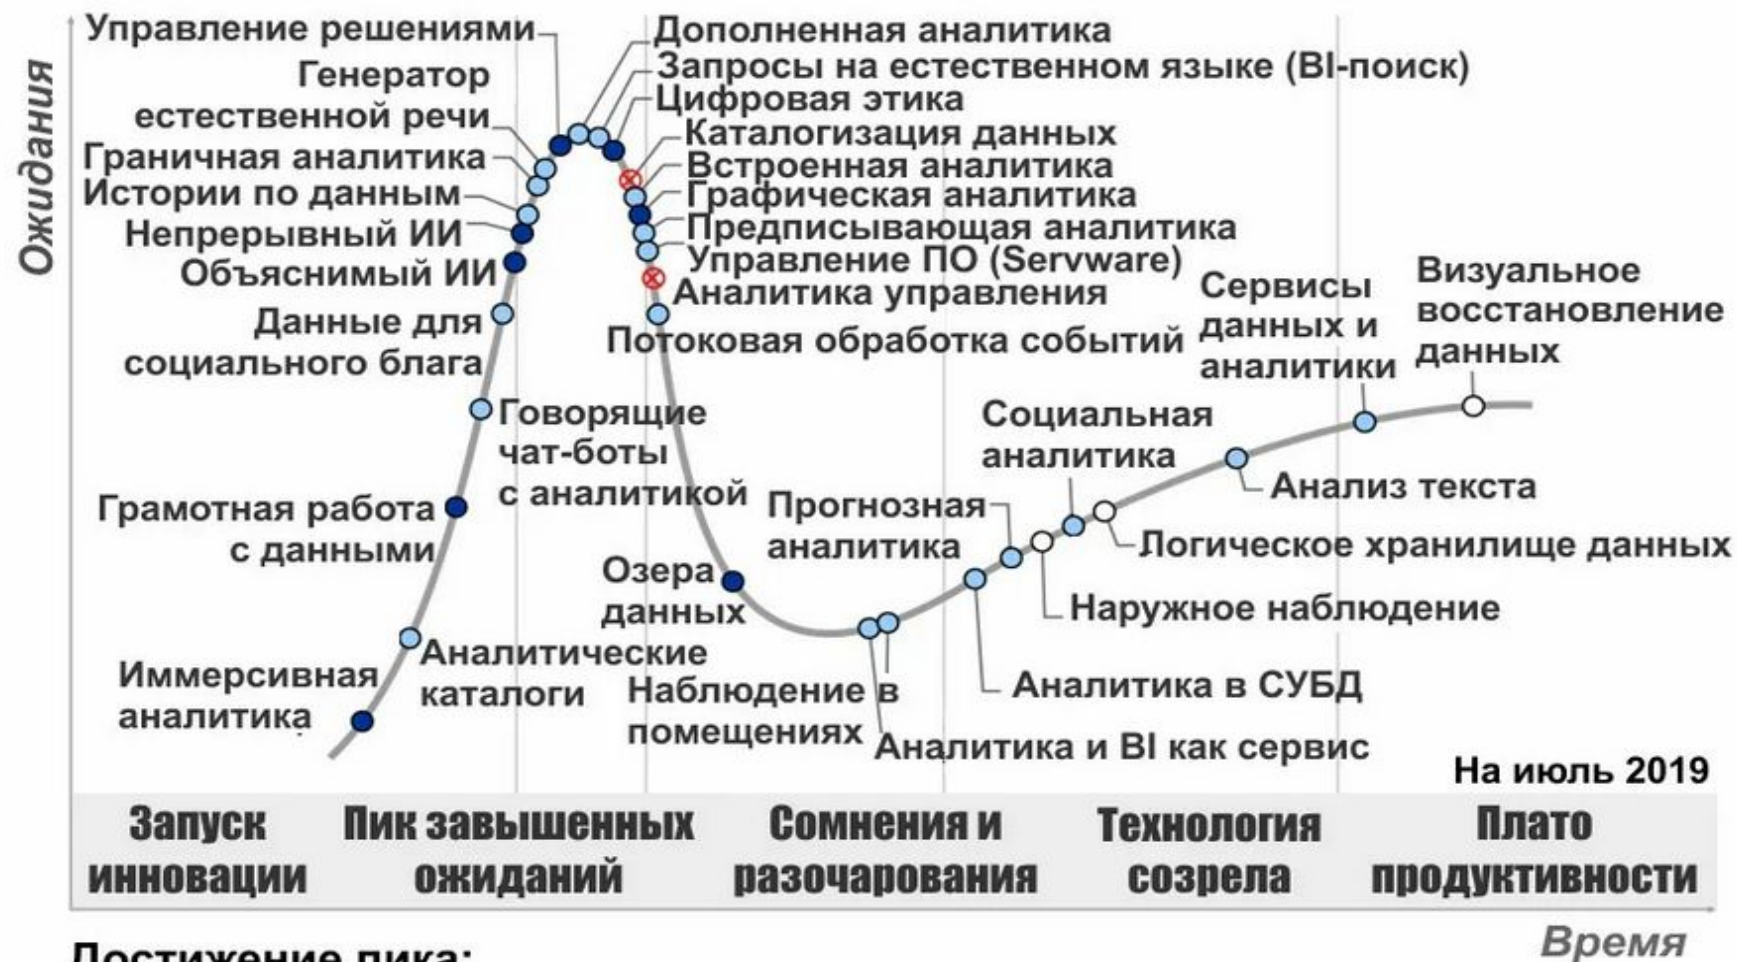 Ожидания
Управление решениями
Генератор
естественной речи
Граничная аналитика
Истории по данным
Непрерывный ИИ
Объяснимый ИИ
Данные для
социального блага
Говорящие
чат-боты
с аналитикой
Грамотная работа
с данными
Аналитические
каталоги
Иммерсивная
аналитика
Дополненная аналитика
Запросы на естественном языке (BI-поиск)
Цифровая этика
Каталогизация данных
Встроенная аналитика
Графическая аналитика
Предписывающая аналитика
Управление ПО (Servware)
Аналитика управления
Потоковая обработка событий
Озера
данных
Наблюдение в
помещениях
Аналитика и BI как сервис
Аналитика в СУБД
Прогнозная
аналитика
Наружное наблюдение
Социальная
аналитика
Логическое хранилище данных
Анализ текста
Сервисы
данных и
аналитики
Визуальное
восстановление
данных
На июль 2019
Запуск
инновации
Пик завышенных
ожиданий
Сомнения и
разочарования
Технология
созрела
Плато
продуктивности
Время
Достижение пика: